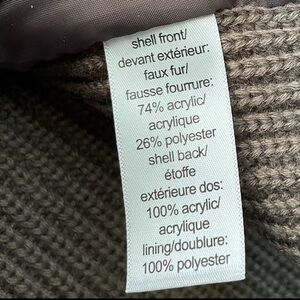 shell front/
devant extérieur:
faux fur/
fausse fourrure:
74% acrylic/
acrylique
26% polyester
shell back/
étoffe
extérieure dos:
100% acrylic/
acrylique
lining/doublure:
100% polyester